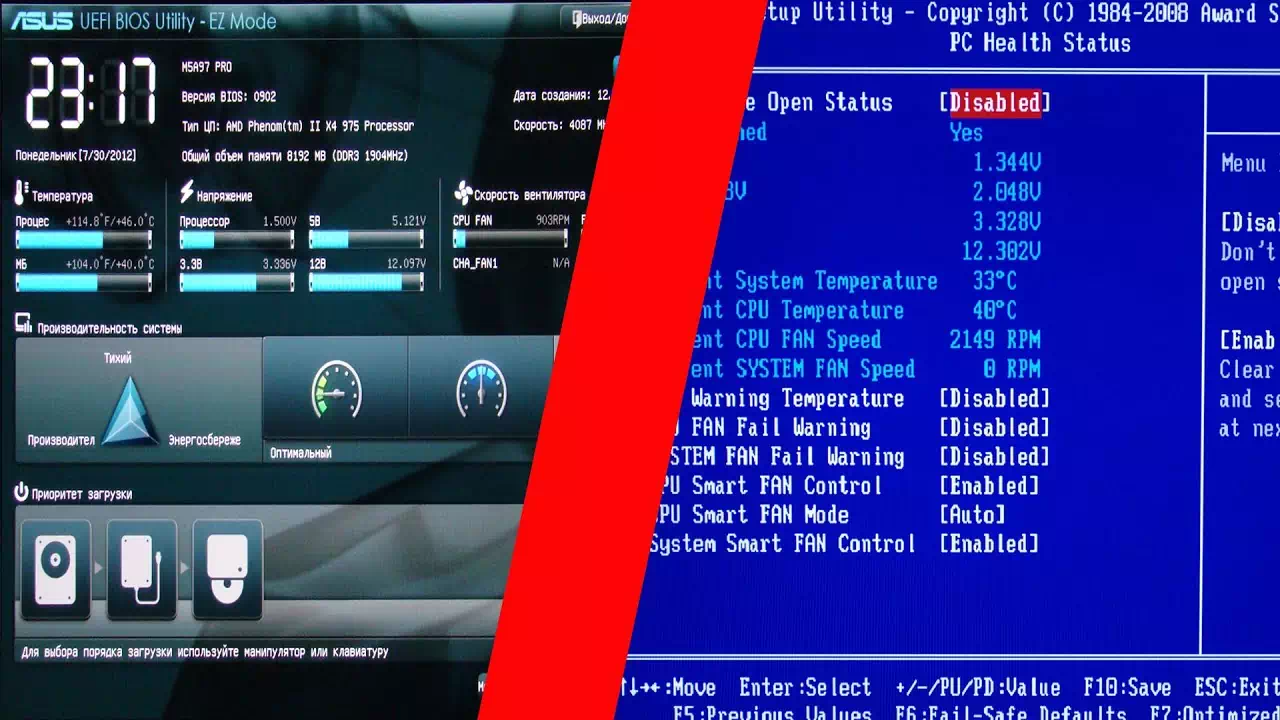 ASUS UEFI BIOS Utility - EZ Mode
Выход/До
23:17
M5A97 PRO
Версия BIOS: 0902
Дата создания: 12.
Тип ЦП: AMD Phenom(tm) II X4 975 Processor
Скорость: 4087 M
Понедельник[7/30/2012]
Общий объем памяти 8192 MB (DDR3 1904MHz)
Температура
Напряжение
Скорость вентилятора
Процес +114.8°F/+46.0°C
Процессор 1.500V
5В 5.121V
CPU FAN 903RPM
МБ +104.0°F/+40.0°C
3.3В 3.336V
12В 12.097V
CHA_FAN1 N/A
Производительность системы
Тихий
Производител
Энергосбереже
Оптимальный
Приоритет загрузки
Для выбора порядка загрузки используйте манипулятор или клавиатуру
tup Utility - Copyright (C) 1984-2008 Award S
PC Health Status
e Open Status [Disabled]
ned Yes
1.344V
8V 2.048V
3.328V
12.302V
nt System Temperature 33°C
nt CPU Temperature 40°C
ent CPU FAN Speed 2149 RPM
ent SYSTEM FAN Speed 0 RPM
Warning Temperature [Disabled]
FAN Fail Warning [Disabled]
STEM FAN Fail Warning [Disabled]
PU Smart FAN Control [Enabled]
CPU Smart FAN Mode [Auto]
System Smart FAN Control [Enabled]
Menu
[Disa
Don't
open s
[Enab
Clear
and se
at nex
↑↓→←:Move Enter:Select +/-/PU/PD:Value F10:Save ESC:Exit
F5:Previous Values F6:Fail-Safe Defaults F7:Optimized